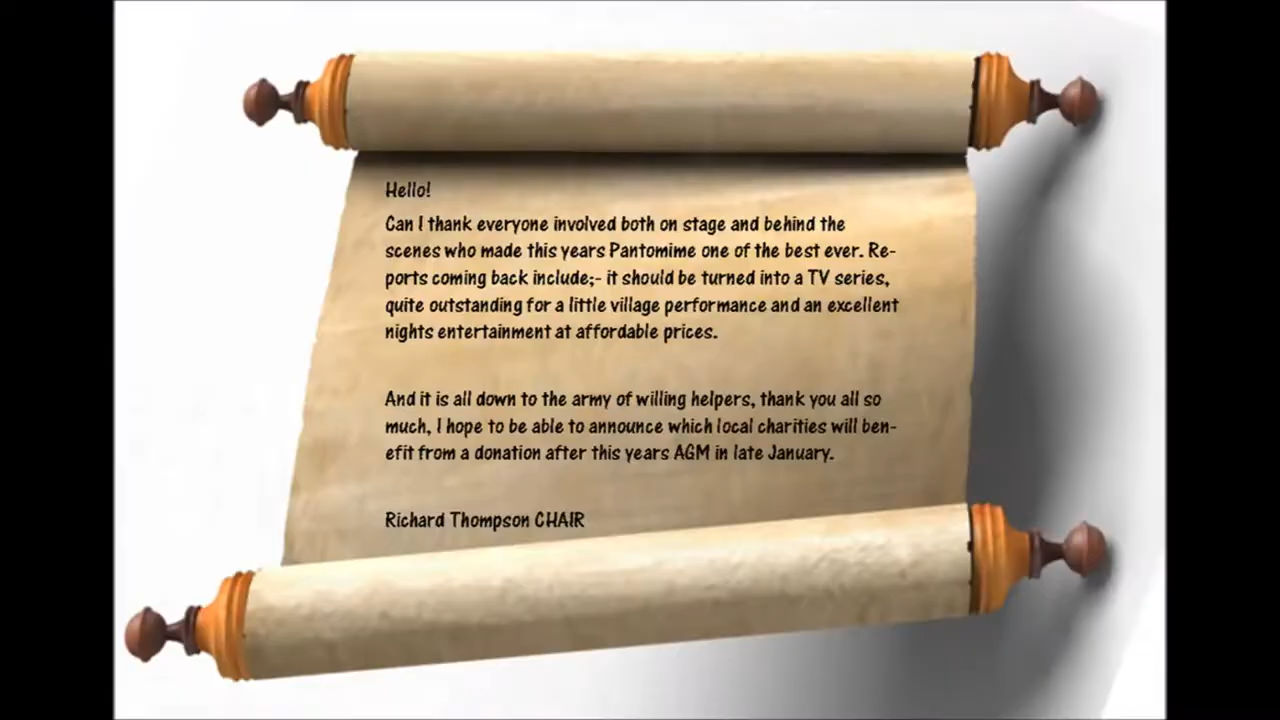 Hello!
Can I thank everyone involved both on stage and behind the
scenes who made this years Pantomime one of the best ever. Re-
ports coming back include;- it should be turned into a TV series,
quite outstanding for a little village performance and an excellent
nights entertainment at affordable prices.
And it is all down to the army of willing helpers, thank you all so
much, I hope to be able to announce which local charities will ben-
efit from a donation after this years AGM in late January.
Richard Thompson CHAIR